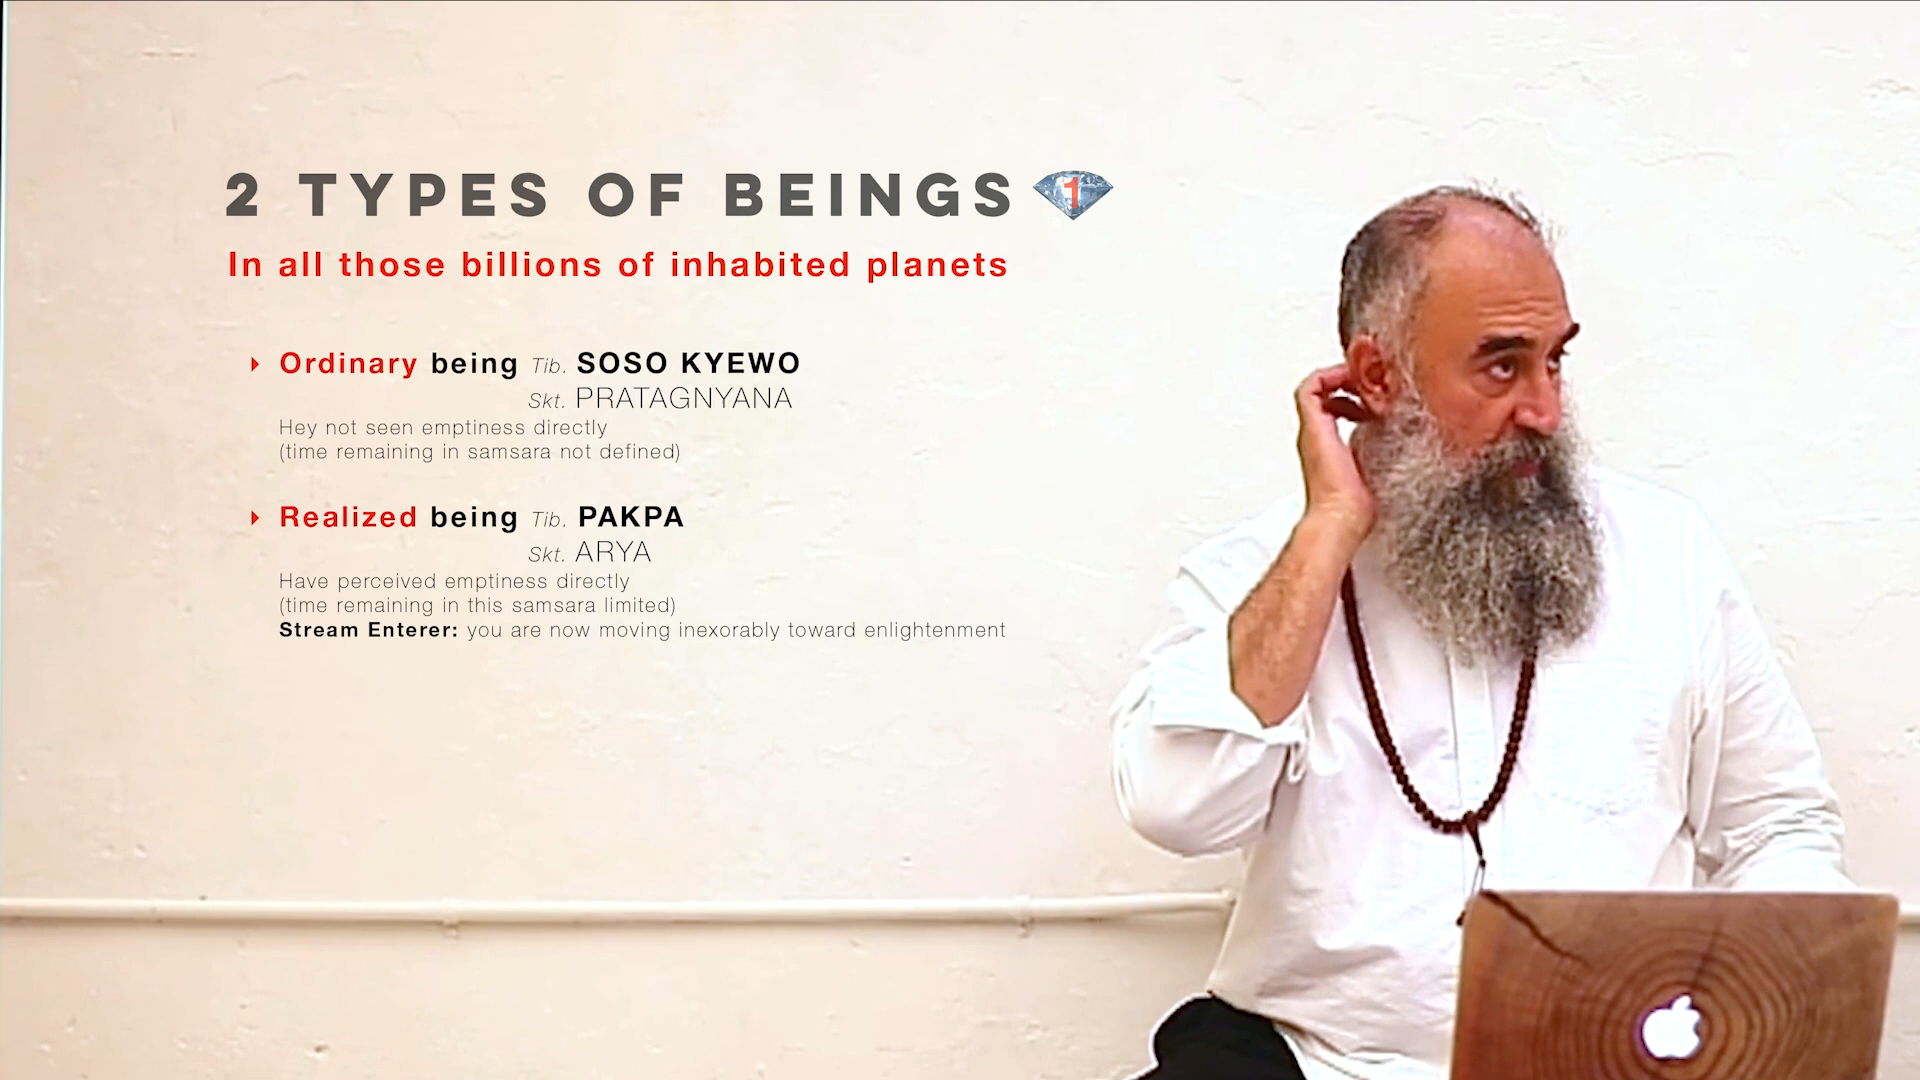 2 TYPES OF BEINGS 1
In all those billions of inhabited planets
Ordinary being Tib. SOSO KYEWO
Skt. PRATAGNYANA
Hey not seen emptiness directly
(time remaining in samsara not defined)
Realized being Tib. PAKPA
Skt. ARYA
Have perceived emptiness directly
(time remaining in this samsara limited)
Stream Enterer: you are now moving inexorably toward enlightenment